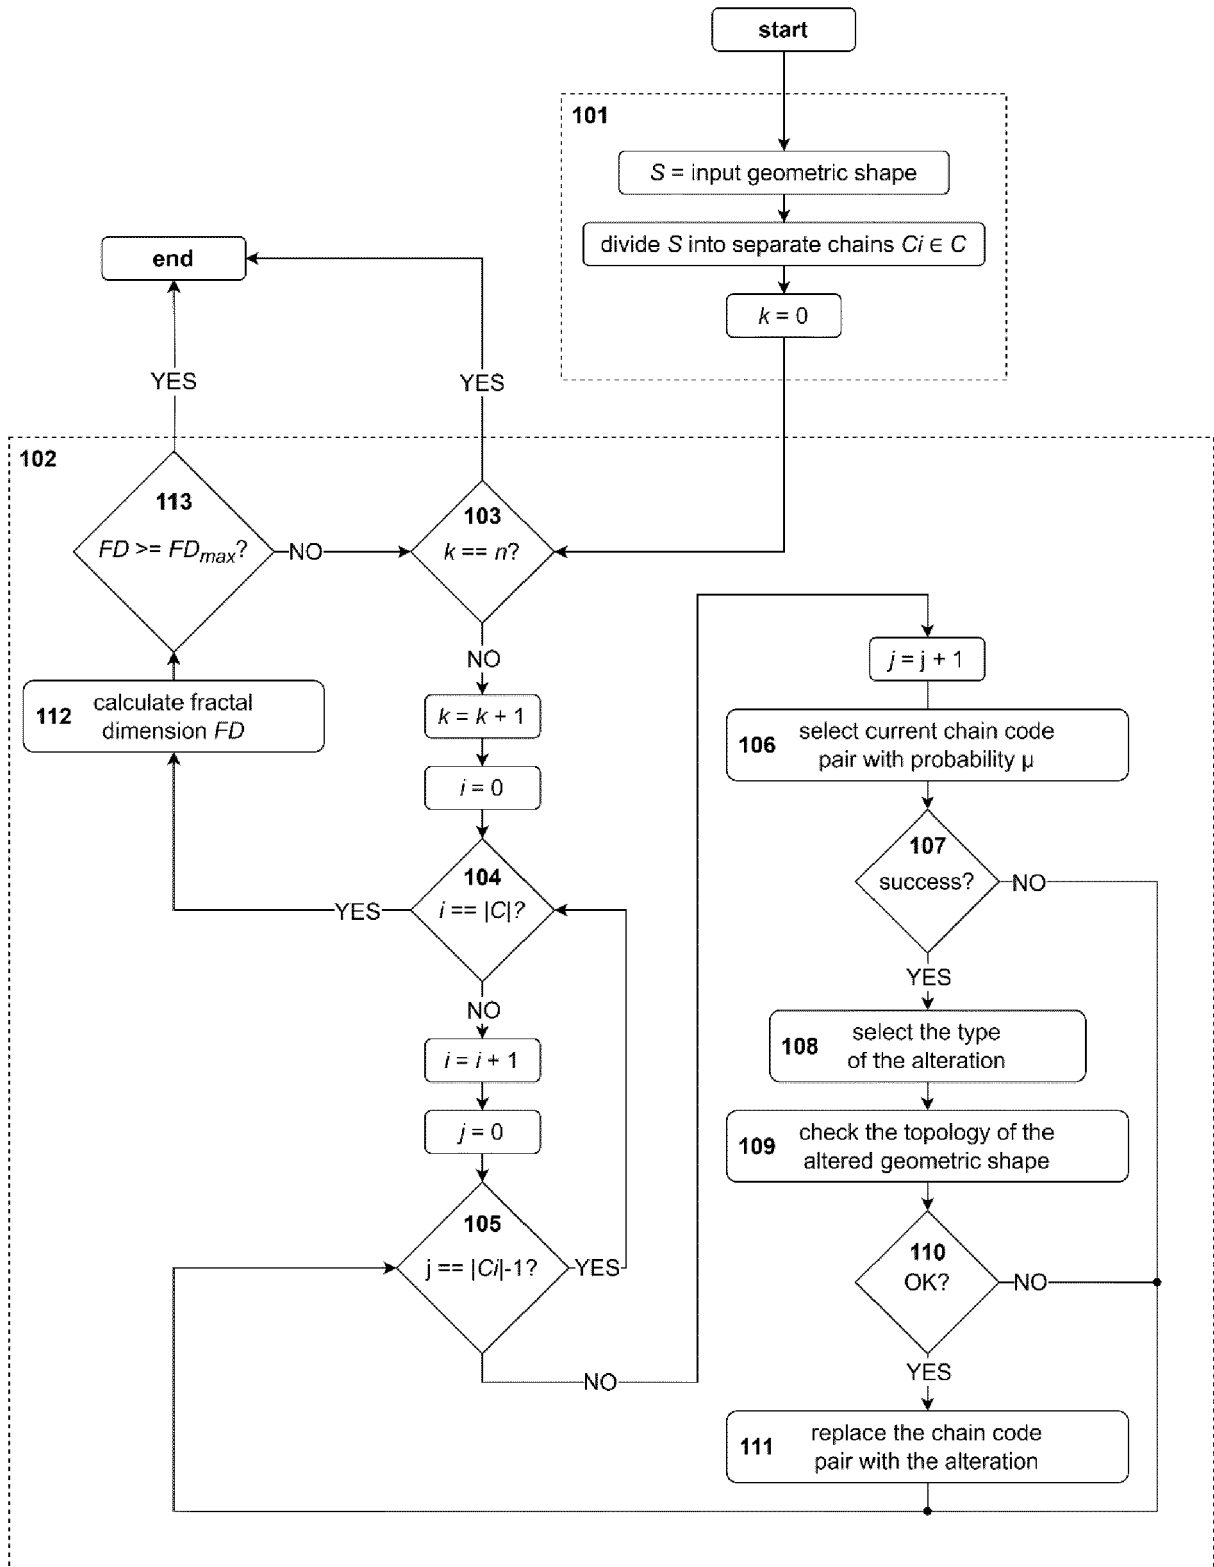 start
101
S = input geometric shape
divide S into separate chains Ci ∈ C
k = 0
end
YES
YES
102
113
FD >= FDmax?
NO
103
k == n?
NO
k = k + 1
i = 0
112 calculate fractal
dimension FD
104
i == |C|?
YES
NO
i = i + 1
j = 0
105
j == |Ci|-1?
YES
NO
j = j + 1
106 select current chain code
pair with probability µ
107
success?
NO
YES
108 select the type
of the alteration
109 check the topology of the
altered geometric shape
110
OK?
NO
YES
111 replace the chain code
pair with the alteration